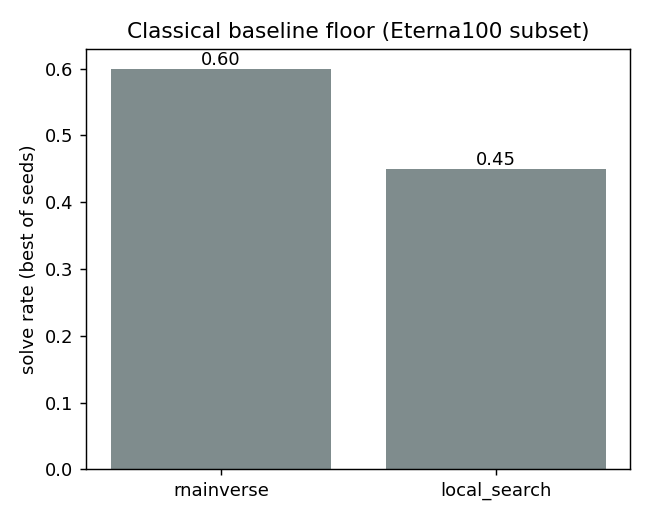 Classical baseline floor (Eterna100 subset)
0.60
0.45
solve rate (best of seeds)
0.6
0.5
0.4
0.3
0.2
0.1
0.0
rnainverse
local_search